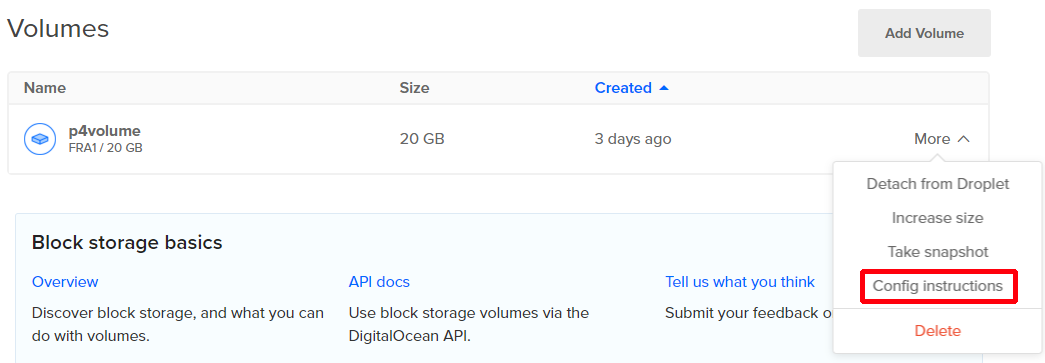 Volumes
Add Volume
Name Size Created
p4volume
FRA1 / 20 GB
20 GB 3 days ago More
Detach from Droplet
Increase size
Take snapshot
Config instructions
Delete
Block storage basics
Overview
Discover block storage, and what you can
do with volumes.
API docs
Use block storage volumes via the
DigitalOcean API.
Tell us what you think
Submit your feedback